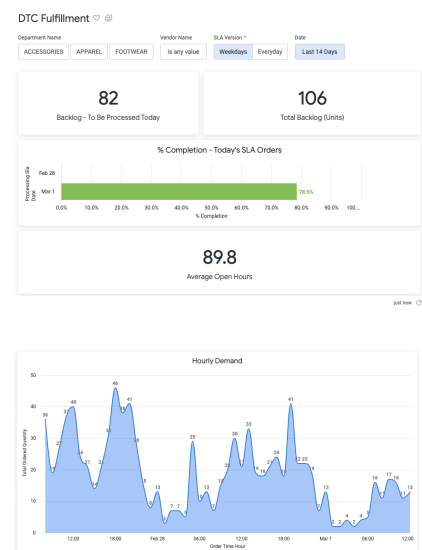 DTC Fulfillment
Department Name Vendor Name SLA Version * Date
ACCESSORIES APPAREL FOOTWEAR is any value Weekdays Everyday Last 14 Days
82
Backlog - To Be Processed Today
106
Total Backlog (Units)
% Completion - Today's SLA Orders
Processing Sla Date
Feb 28
Mar 1
78.5%
0.0% 10.0% 20.0% 30.0% 40.0% 50.0% 60.0% 70.0% 80.0% 90.0% 100...
% Completion
89.8
Average Open Hours
just now
Hourly Demand
Total Ordered Quantity
50
40
30
20
10
0
36 40 46 41 13 7 7 29 13 30 21 33 18 21 24 41 22 22 13 2 2 4 4 16 11 17 16 11 13
12:00 18:00 Feb 28 06:00 12:00 18:00 Mar 1 06:00 12:00
Order Time Hour